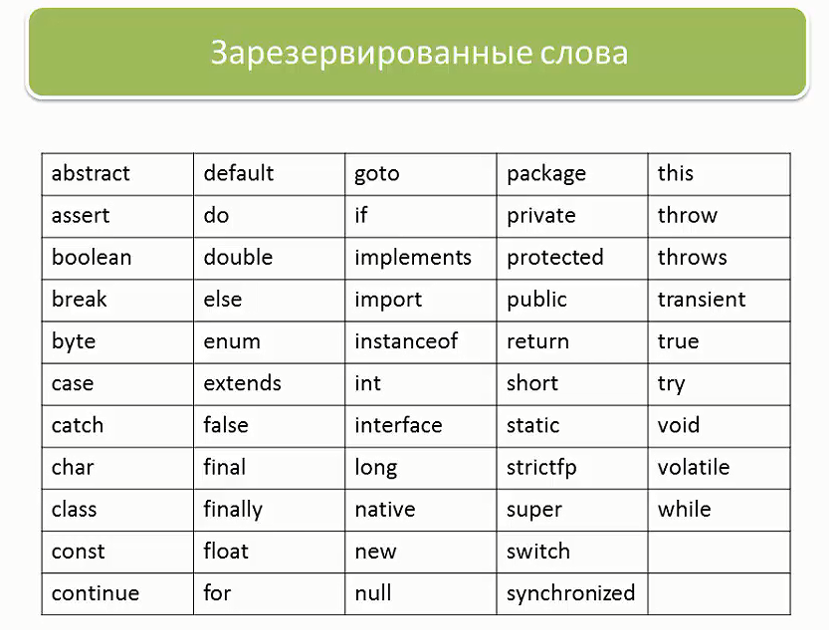 Зарезервированные слова
abstract default goto package this
assert do if private throw
boolean double implements protected throws
break else import public transient
byte enum instanceof return true
case extends int short try
catch false interface static void
char final long strictfp volatile
class finally native super while
const float new switch
continue for null synchronized